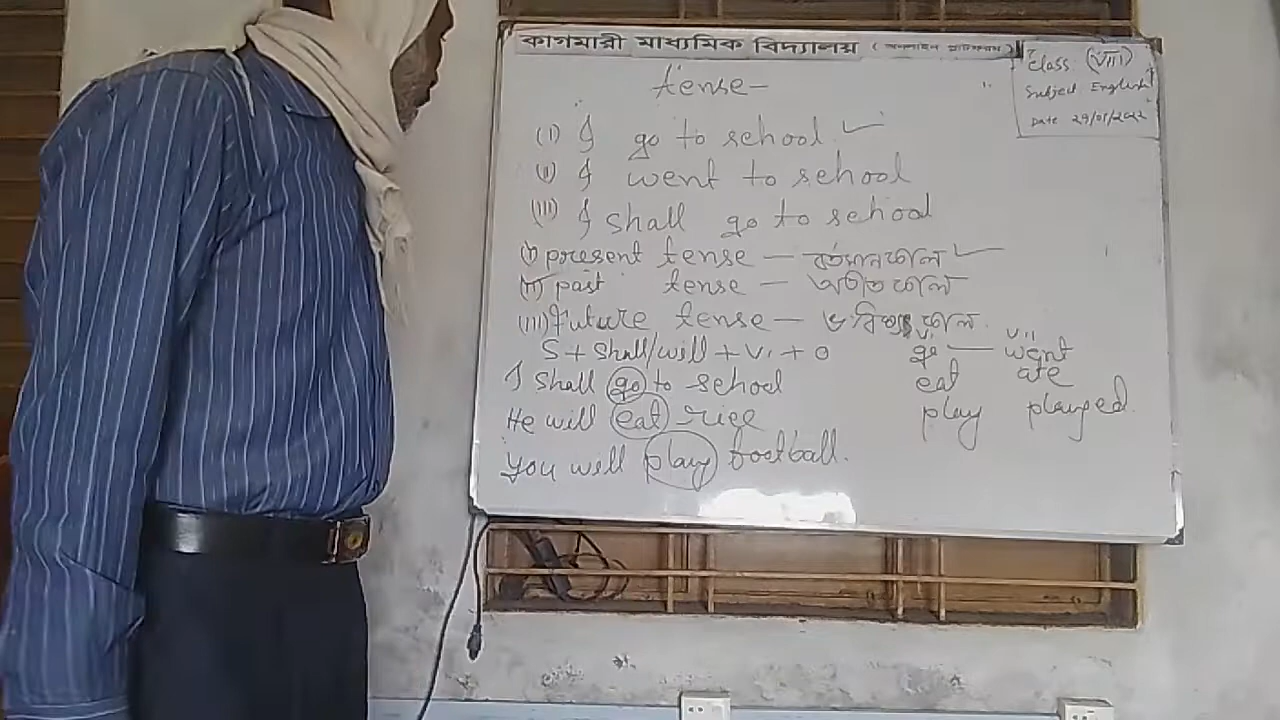 কাগমারী মাধ্যমিক বিদ্যালয়
Class: (VIII)
Subject English
Date 29/05/2022
tense-
(I) I go to school ✓
(II) I went to school
(III) I shall go to school
(I) present tense — বর্তমান কাল ✓
(II) past tense — অতীত কাল
(III) Future tense — ভবিষ্যৎ কাল.
S + Shall/will + V1 + O
I Shall go to school
He will eat rice
You will play football.
VI VII
go — went
eat ate
play played